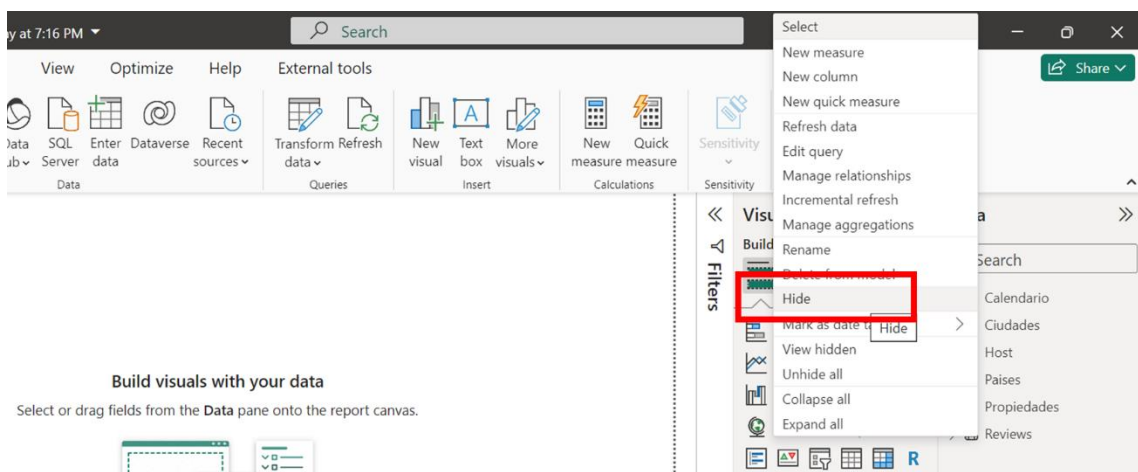 y at 7:16 PM
Search
View Optimize Help External tools
Share
Data SQL Enter Dataverse Recent
ub Server data sources
Transform Refresh
data
New Text More
visual box visuals
New Quick
measure measure
Sensitivity
Data Queries Insert Calculations Sensitivity
Select
New measure
New column
New quick measure
Refresh data
Edit query
Manage relationships
Incremental refresh
Manage aggregations
Rename
Delete from model
Hide
Mark as date t
Hide
View hidden
Unhide all
Collapse all
Expand all
Visu
Build
Filters
a
Search
Calendario
Ciudades
Host
Paises
Propiedades
Reviews
R
Build visuals with your data
Select or drag fields from the Data pane onto the report canvas.